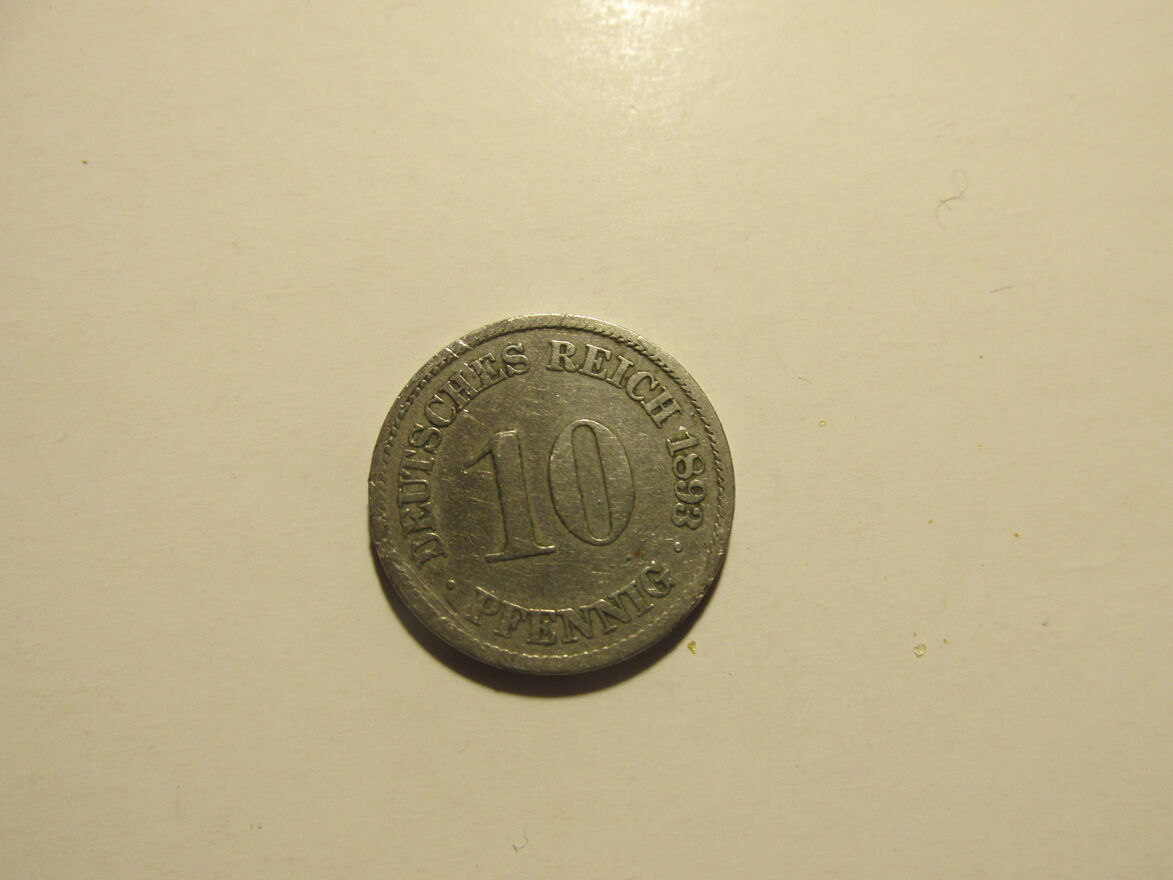 DEUTSCHES REICH 1893
10
· PFENNIG ·